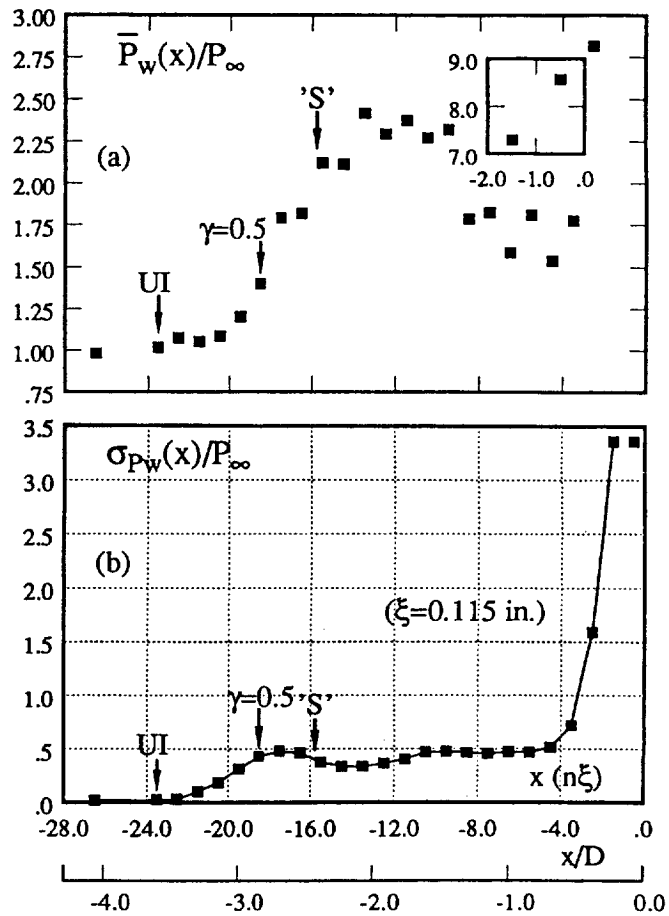 3.00
P̅w(x)/P∞
2.75
9.0
'S'
2.50
8.0
2.25
(a)
7.0
2.00
-2.0 -1.0 .0
1.75
γ=0.5
1.50
UI
1.25
1.00
.75
3.5
σPw(x)/P∞
3.0
2.5
(b)
2.0
(ξ=0.115 in.)
1.5
1.0
γ=0.5 'S'
UI
.5
x (nξ)
.0
-28.0 -24.0 -20.0 -16.0 -12.0 -8.0 -4.0 .0
x/D
-4.0 -3.0 -2.0 -1.0 0.0